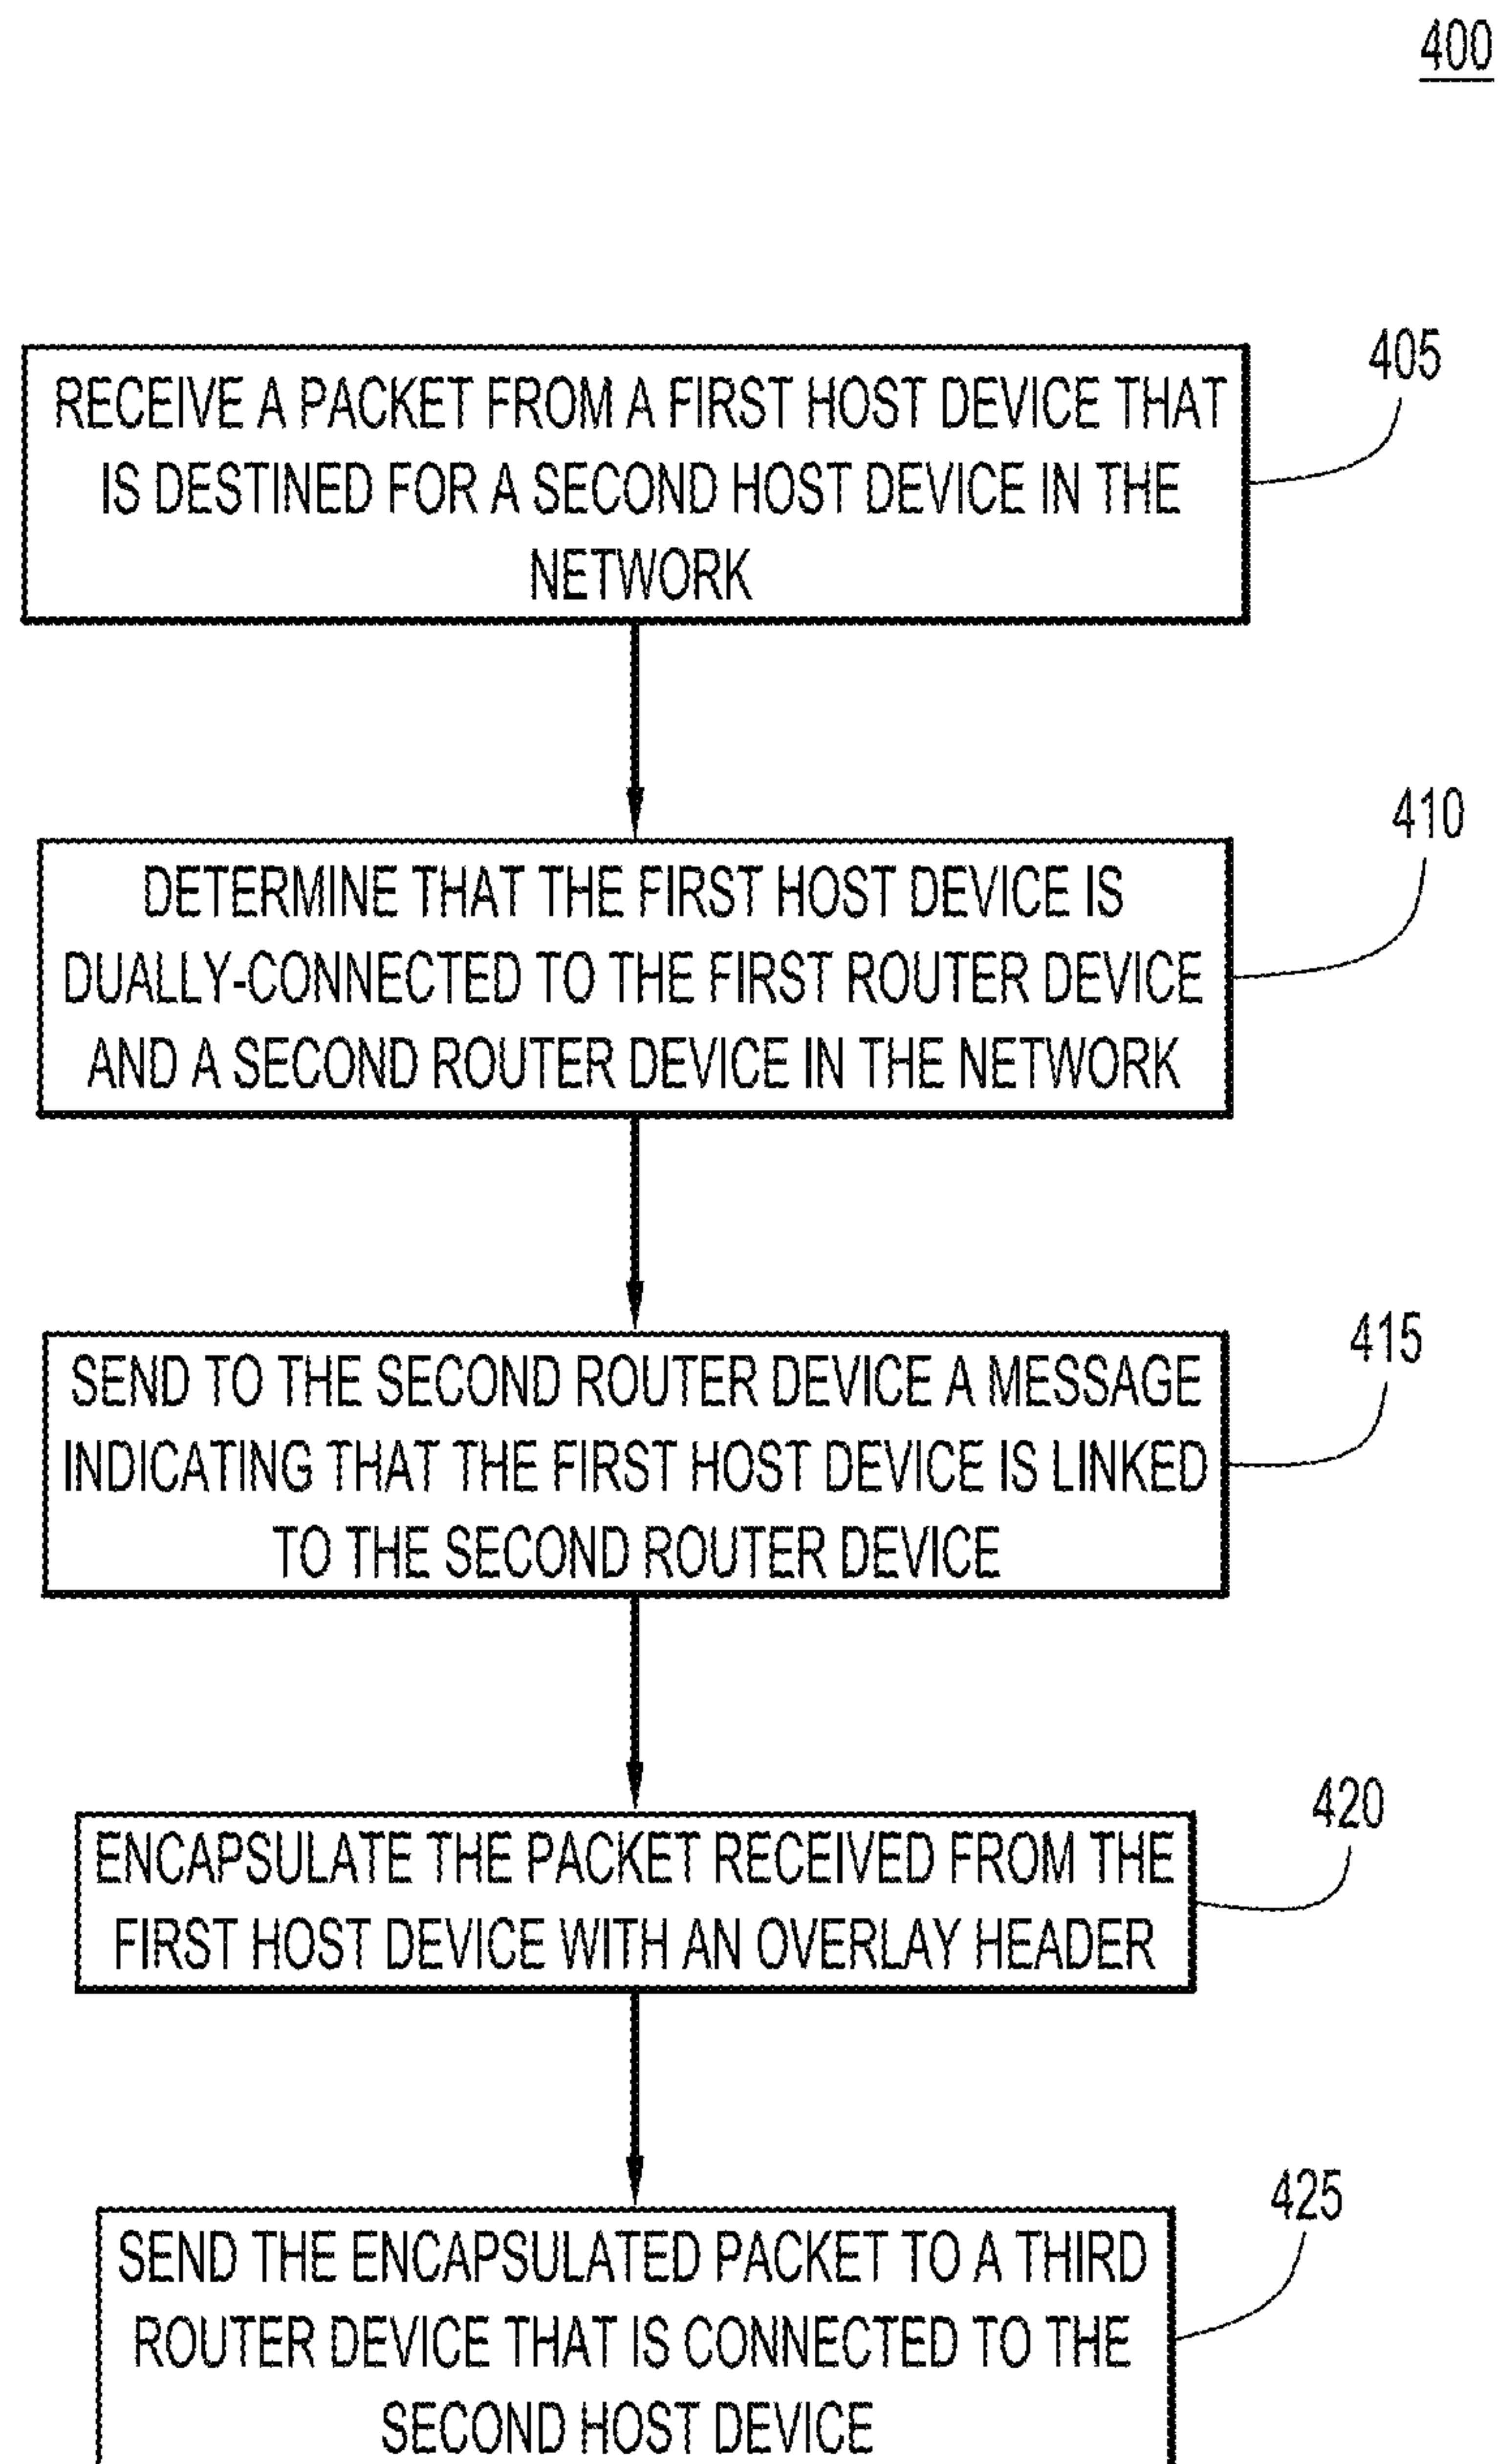 400
405
RECEIVE A PACKET FROM A FIRST HOST DEVICE THAT
IS DESTINED FOR A SECOND HOST DEVICE IN THE
NETWORK
410
DETERMINE THAT THE FIRST HOST DEVICE IS
DUALLY-CONNECTED TO THE FIRST ROUTER DEVICE
AND A SECOND ROUTER DEVICE IN THE NETWORK
415
SEND TO THE SECOND ROUTER DEVICE A MESSAGE
INDICATING THAT THE FIRST HOST DEVICE IS LINKED
TO THE SECOND ROUTER DEVICE
420
ENCAPSULATE THE PACKET RECEIVED FROM THE
FIRST HOST DEVICE WITH AN OVERLAY HEADER
425
SEND THE ENCAPSULATED PACKET TO A THIRD
ROUTER DEVICE THAT IS CONNECTED TO THE
SECOND HOST DEVICE